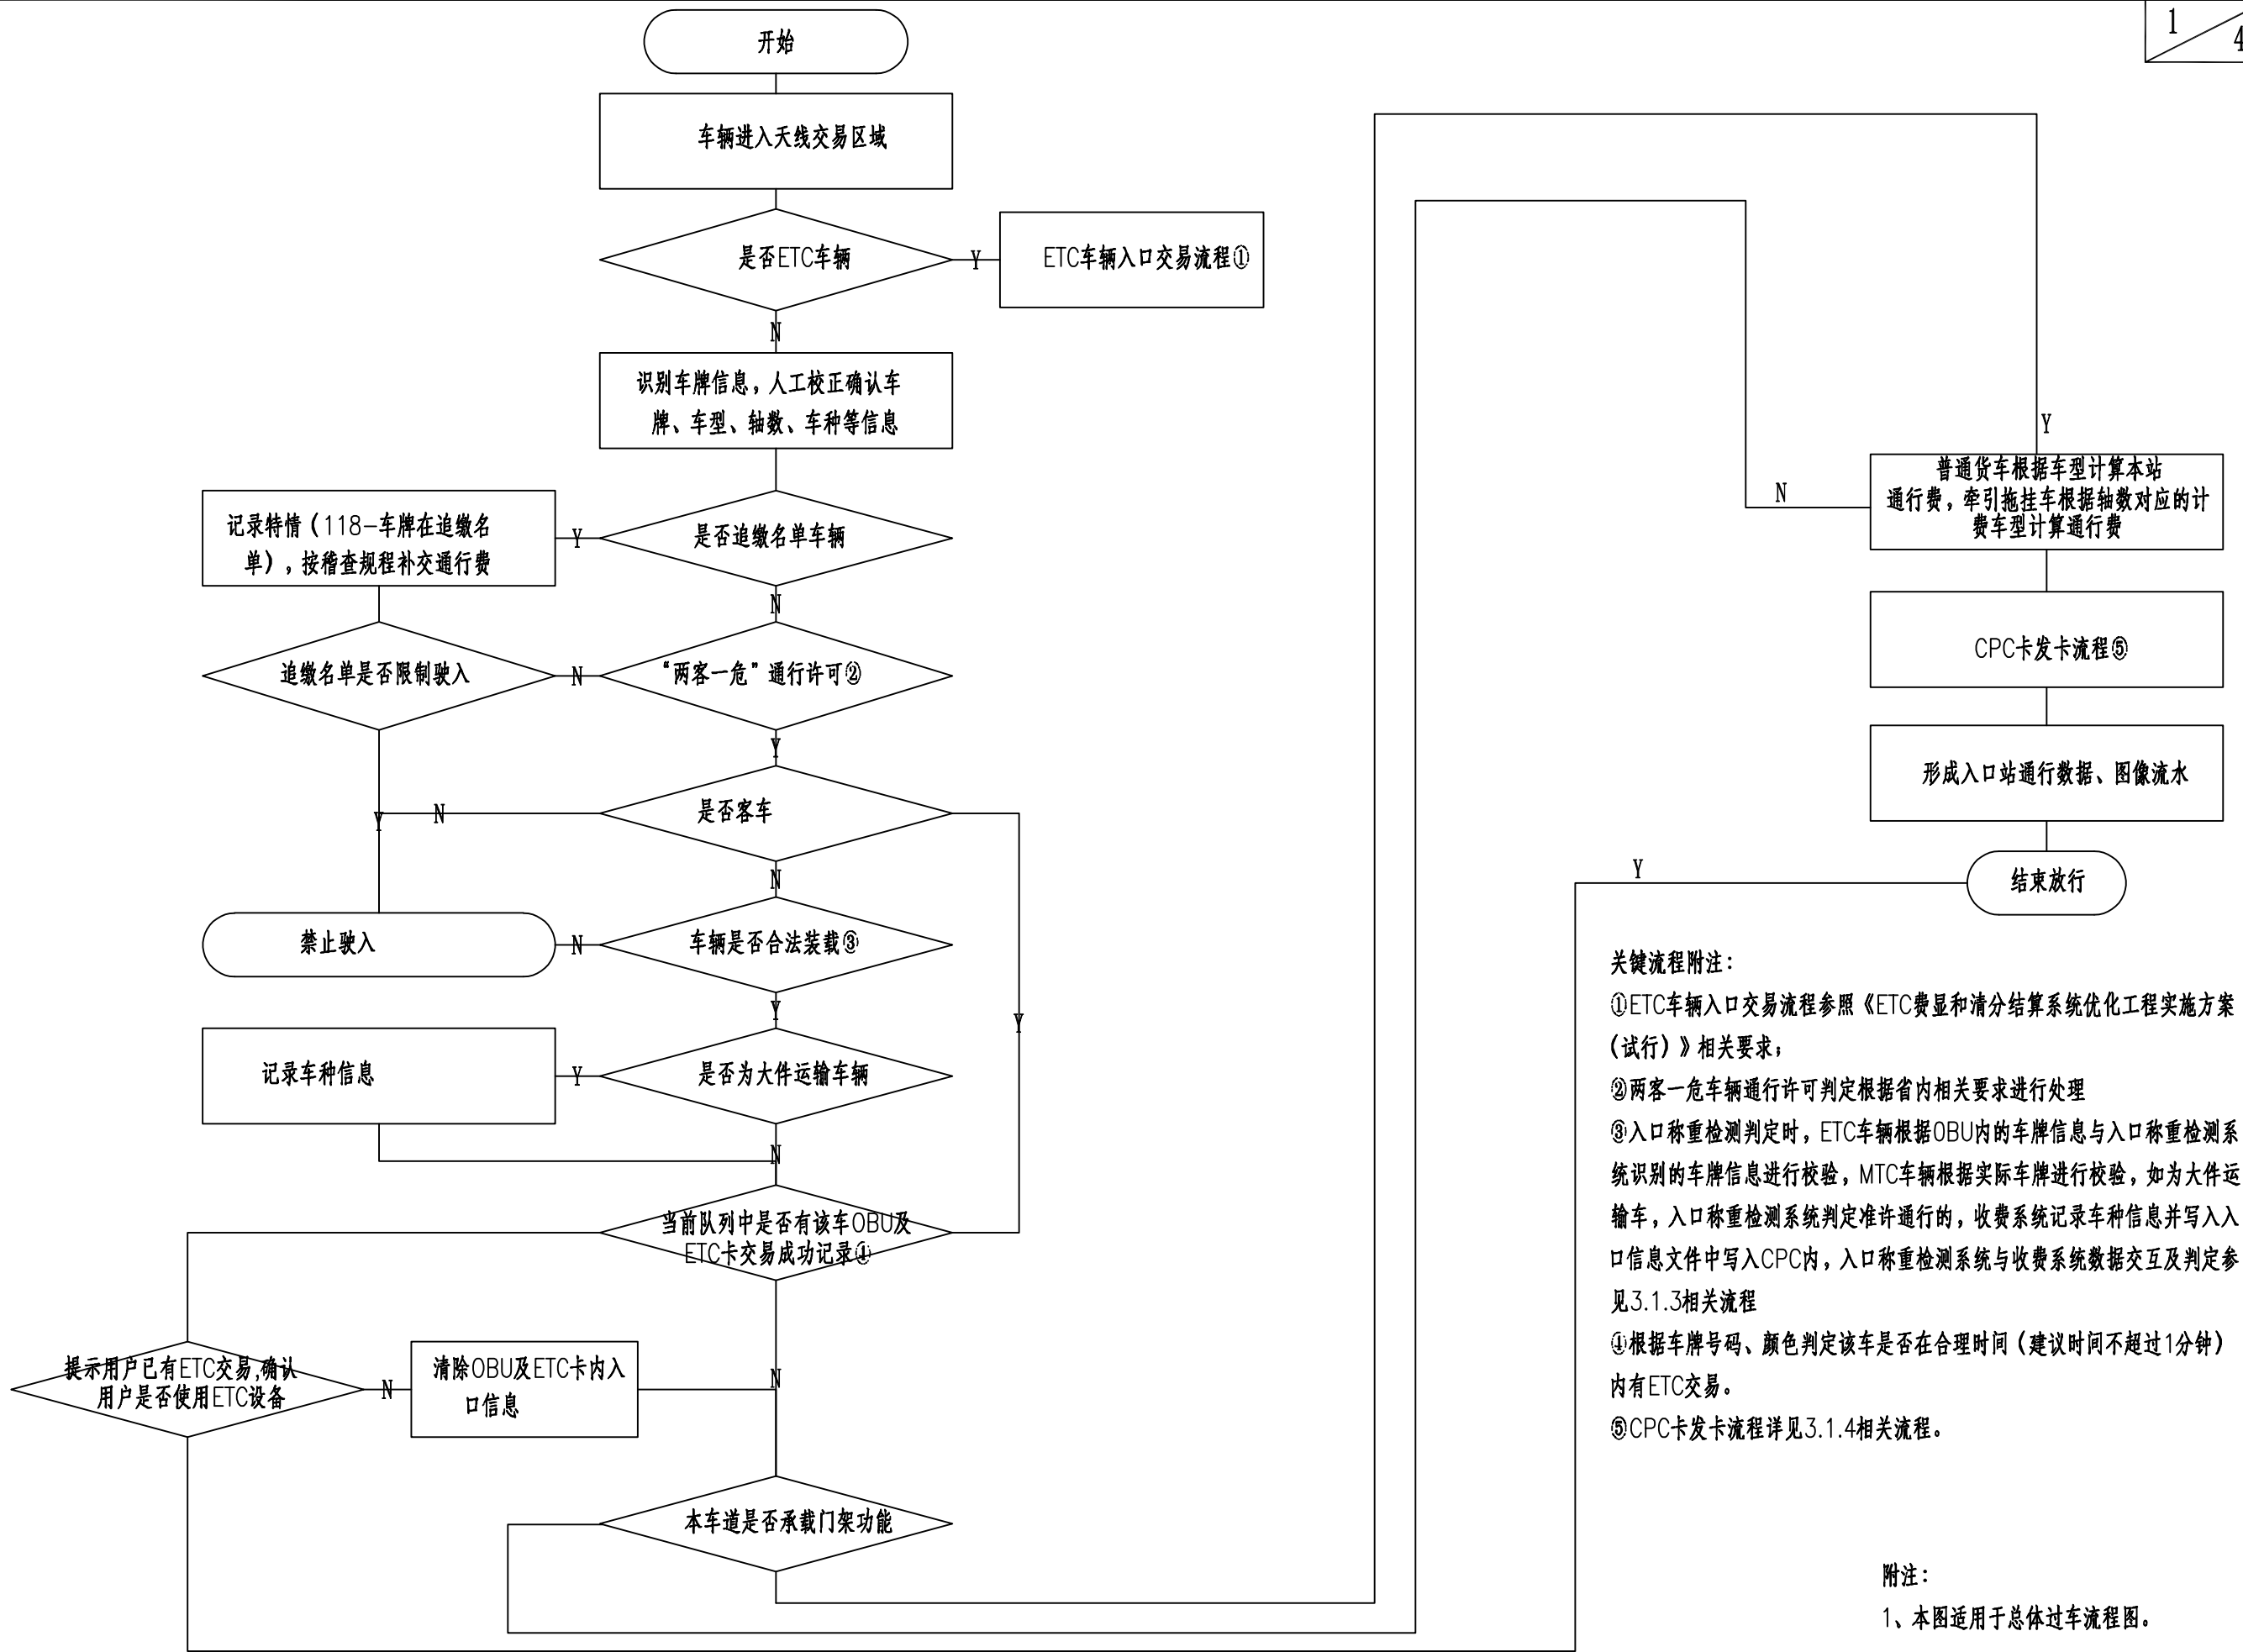 1
4
开始
车辆进入天线交易区域
是否ETC车辆
Y
ETC车辆入口交易流程①
N
识别车牌信息，人工校正确认车
牌、车型、轴数、车种等信息
记录特情（118-车牌在追缴名
单），按稽查规程补交通行费
Y
是否追缴名单车辆
N
追缴名单是否限制驶入
N
“两客一危”通行许可②
Y
Y
N
是否客车
N
禁止驶入
N
车辆是否合法装载③
Y
Y
记录车种信息
Y
是否为大件运输车辆
N
当前队列中是否有该车OBU及
ETC卡交易成功记录④
提示用户已有ETC交易,确认
用户是否使用ETC设备
N
清除OBU及ETC卡内入
口信息
N
本车道是否承载门架功能
Y
N
普通货车根据车型计算本站
通行费，牵引拖挂车根据轴数对应的计
费车型计算通行费
CPC卡发卡流程⑤
形成入口站通行数据、图像流水
Y
结束放行
关键流程附注：
①ETC车辆入口交易流程参照《ETC费显和清分结算系统优化工程实施方案
（试行）》相关要求；
②两客一危车辆通行许可判定根据省内相关要求进行处理
③入口称重检测判定时，ETC车辆根据OBU内的车牌信息与入口称重检测系
统识别的车牌信息进行校验，MTC车辆根据实际车牌进行校验，如为大件运
输车，入口称重检测系统判定准许通行的，收费系统记录车种信息并写入入
口信息文件中写入CPC内，入口称重检测系统与收费系统数据交互及判定参
见3.1.3相关流程
④根据车牌号码、颜色判定该车是否在合理时间（建议时间不超过1分钟）
内有ETC交易。
⑤CPC卡发卡流程详见3.1.4相关流程。
附注：
1、本图适用于总体过车流程图。